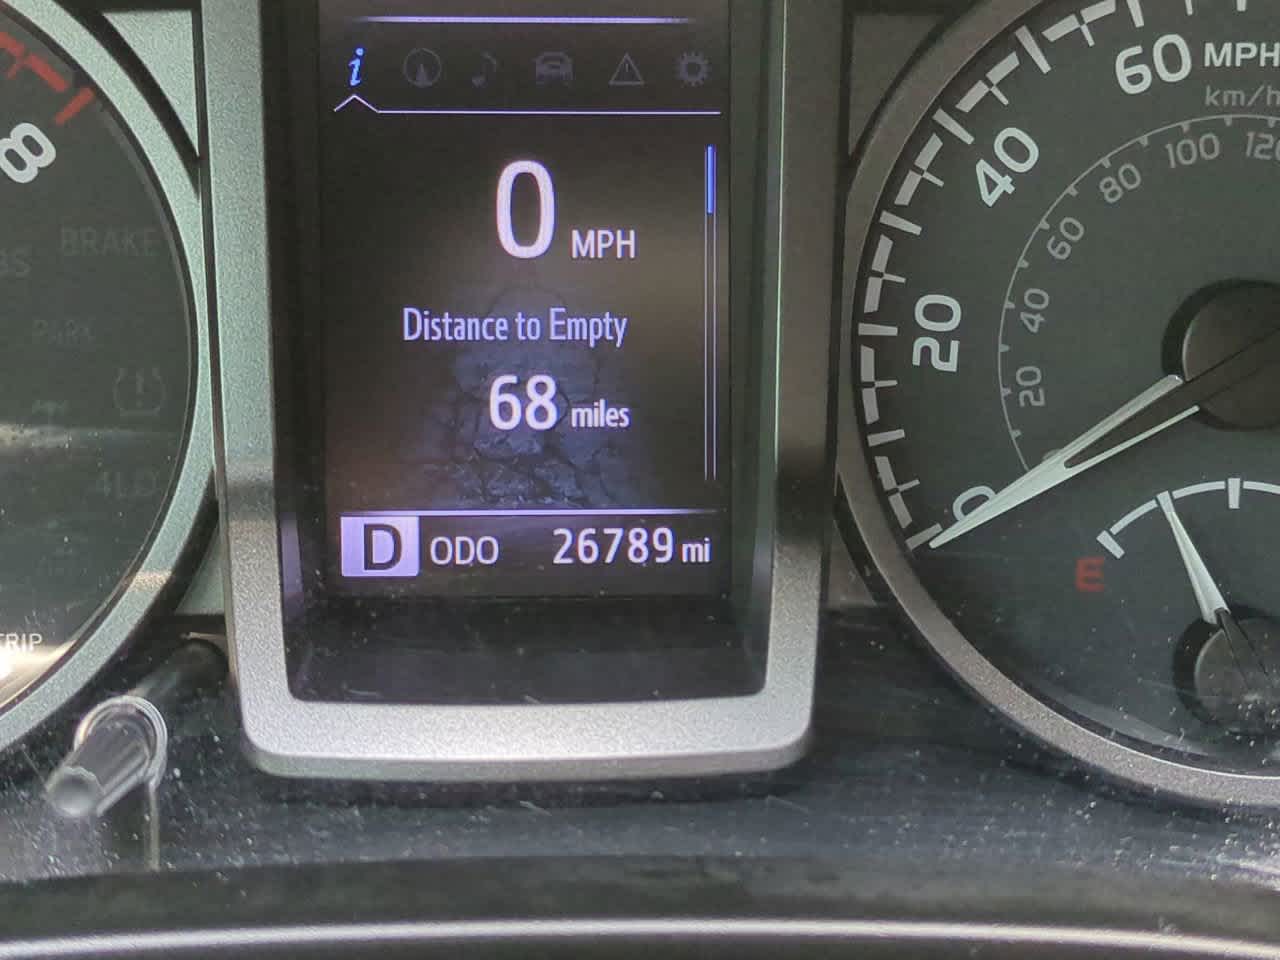 8
BRAKE
PARK
4LO
TRIP
i
0 MPH
Distance to Empty
68 miles
D ODO 26789 mi
60 MPH
km/h
40
20
0
100
80
60
40
20
E